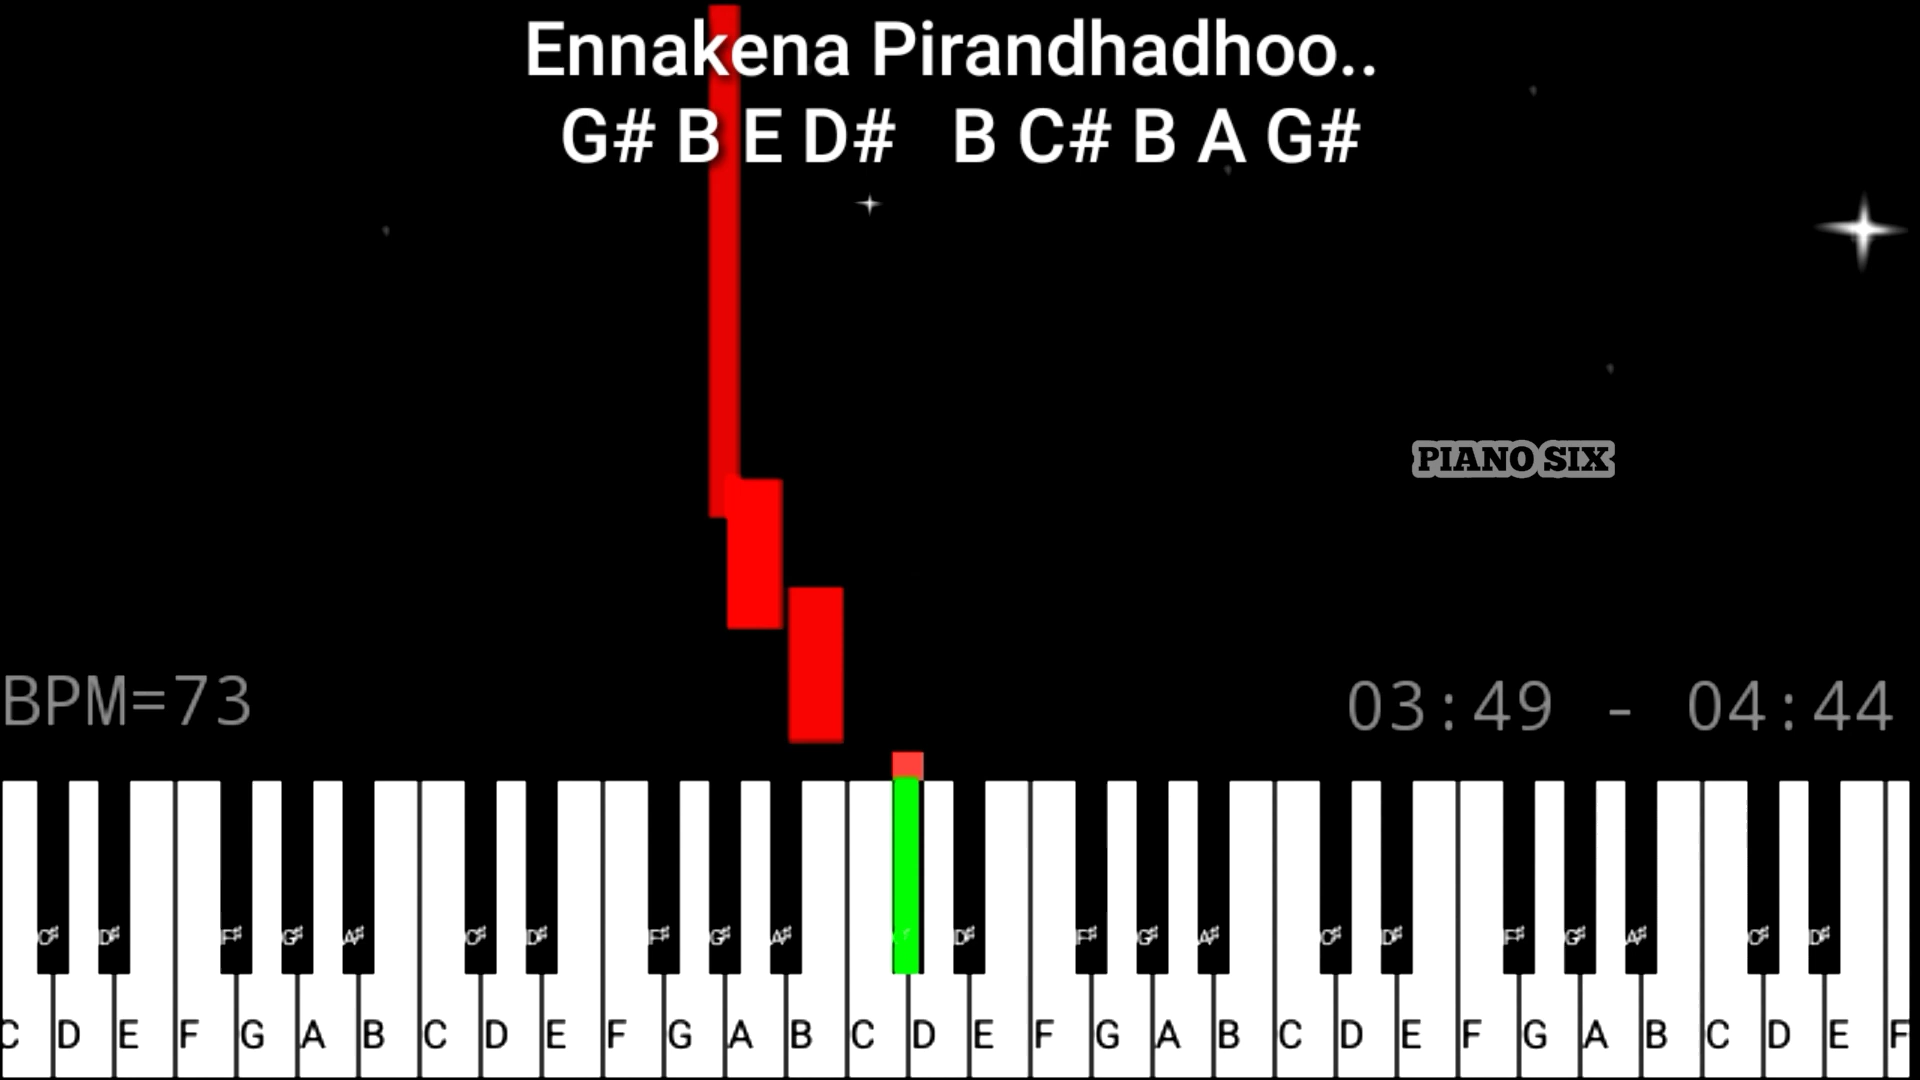 Ennakena Pirandhadhoo..
G# B E D# B C# B A G#
PIANO SIX
BPM=73
03:49 - 04:44
C# D# F# G# A# C# D# F# G# A# D# F# G# A# C# D# F# G# A# C# D#
C D E F G A B C D E F G A B C D E F G A B C D E F G A B C D E F